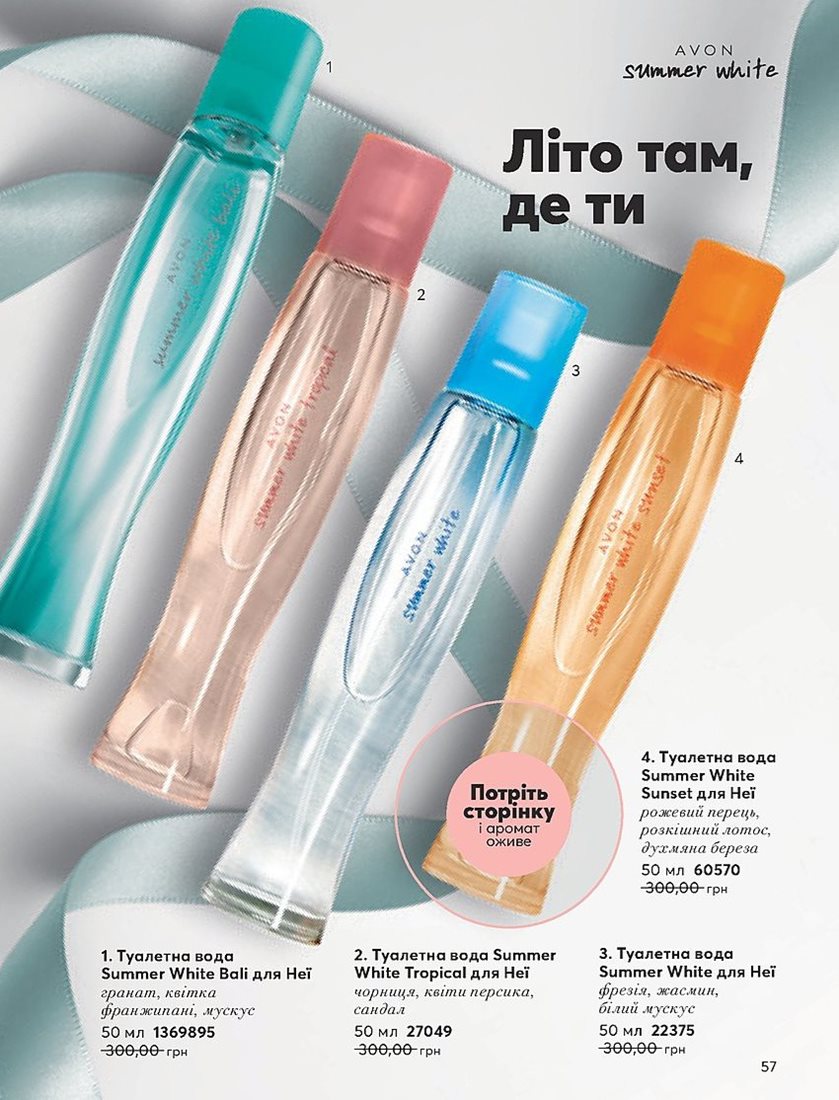 AVON
summer white
Літо там,
де ти
1
2
3
4
AVON
summer white bali
AVON
summer white tropical
AVON
summer white
AVON
summer white sunset
Потріть
сторінку
і аромат
оживе
4. Туалетна вода
Summer White
Sunset для Неї
рожевий перець,
розкішний лотос,
духмяна береза
50 мл 60570
300,00 грн
1. Туалетна вода
Summer White Bali для Неї
гранат, квітка
франжипані, мускус
50 мл 1369895
300,00 грн
2. Туалетна вода Summer
White Tropical для Неї
чорниця, квіти персика,
сандал
50 мл 27049
300,00 грн
3. Туалетна вода
Summer White для Неї
фрезія, жасмин,
білий мускус
50 мл 22375
300,00 грн
57